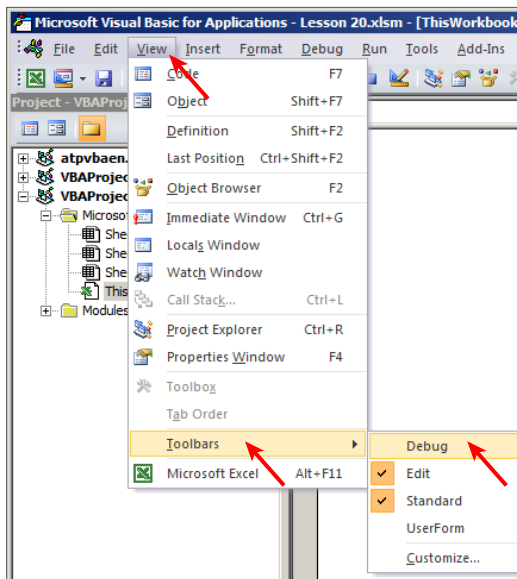 Microsoft Visual Basic for Applications - Lesson 20.xlsm - [ThisWorkbook
File Edit View Insert Format Debug Run Tools Add-Ins
Project - VBAProj
atpvbaen.
VBAProjec
VBAProjec
Microsof
She
She
She
This
Modules
Code F7
Object Shift+F7
Definition Shift+F2
Last Position Ctrl+Shift+F2
Object Browser F2
Immediate Window Ctrl+G
Locals Window
Watch Window
Call Stack... Ctrl+L
Project Explorer Ctrl+R
Properties Window F4
Toolbox
Tab Order
Toolbars
Microsoft Excel Alt+F11
Debug
Edit
Standard
UserForm
Customize...